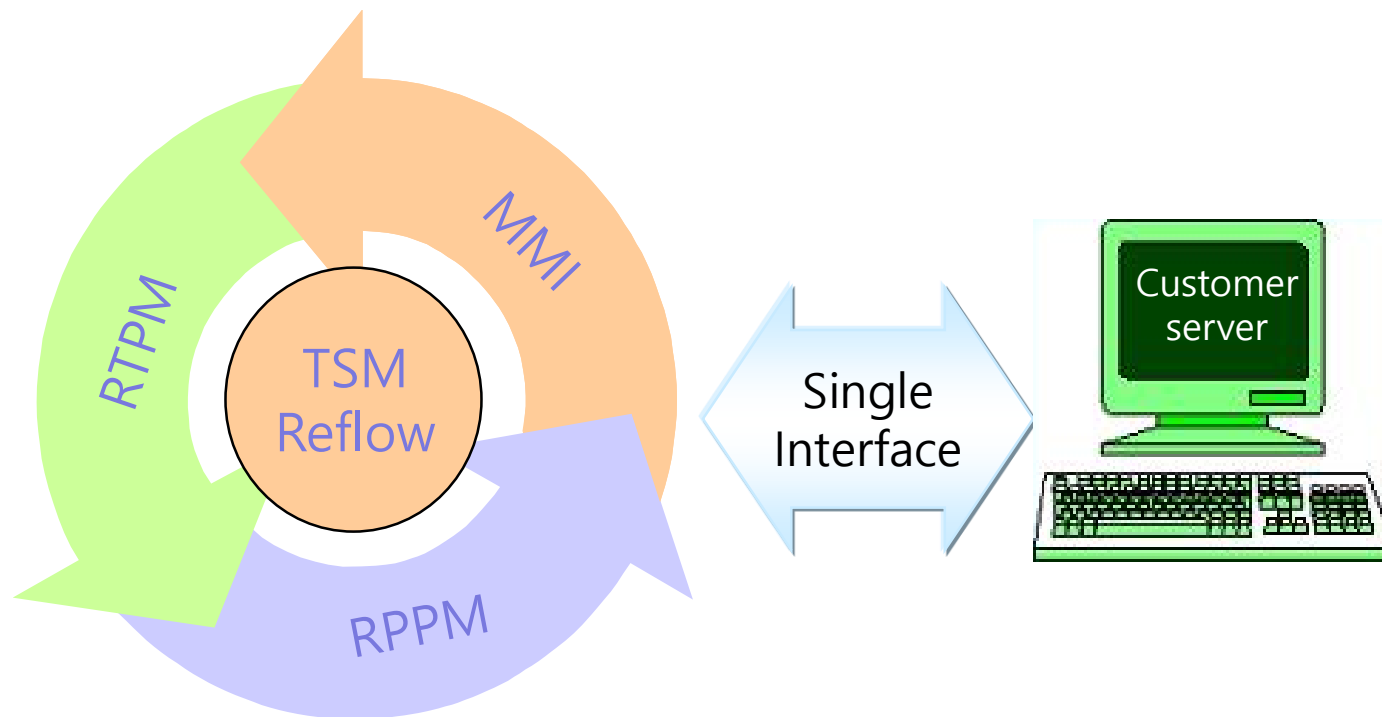 MMI
RTPM
TSM
Reflow
RPPM
Single
Interface
Customer
server